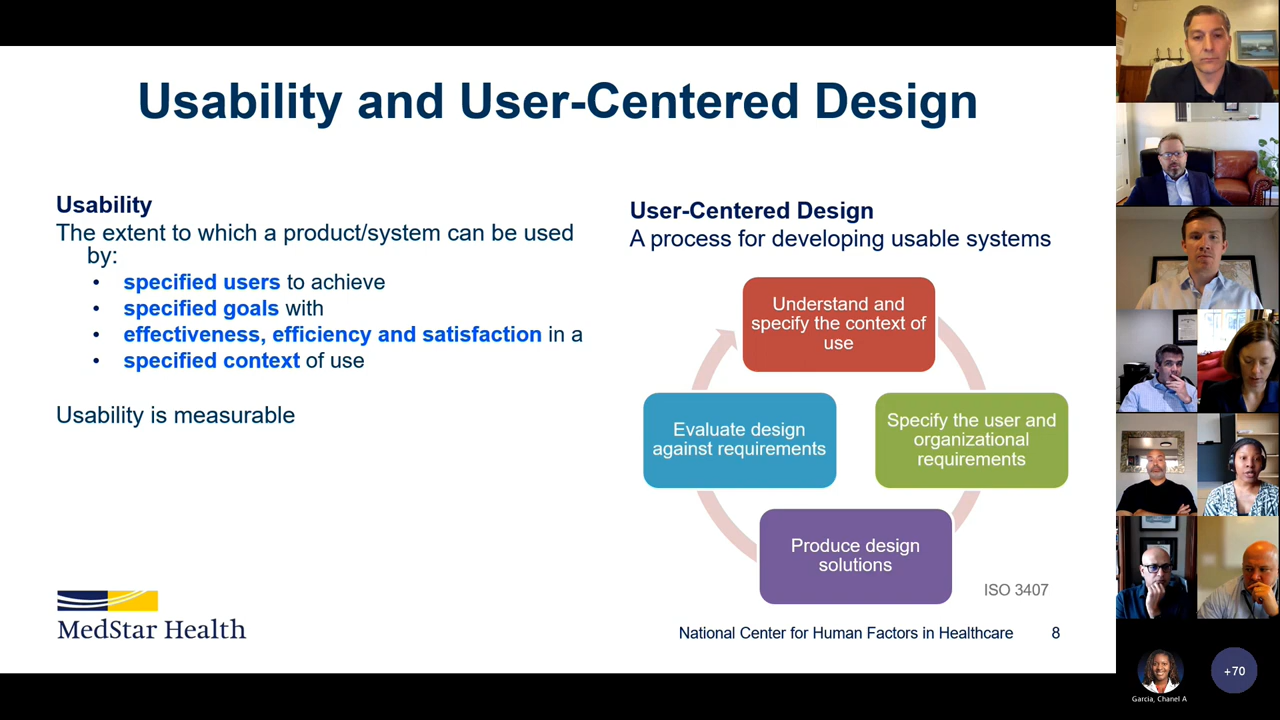 Usability and User-Centered Design
Usability
The extent to which a product/system can be used
by:
• specified users to achieve
• specified goals with
• effectiveness, efficiency and satisfaction in a
• specified context of use
Usability is measurable
User-Centered Design
A process for developing usable systems
Understand and
specify the context of
use
Specify the user and
organizational
requirements
Produce design
solutions
Evaluate design
against requirements
ISO 3407
MedStar Health
National Center for Human Factors in Healthcare 8
Garcia, Chanel A
+70